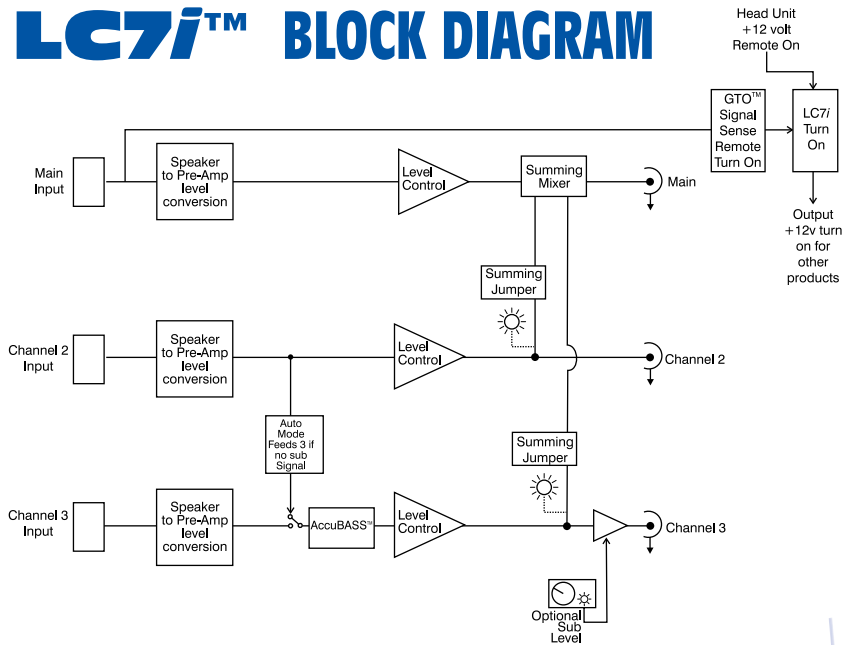 LC7i™ BLOCK DIAGRAM
Head Unit
+12 volt
Remote On
GTO™
Signal
Sense
Remote
Turn On
LC7i
Turn
On
Output
+12v turn
on for
other
products
Main
Input
Speaker
to Pre-Amp
level
conversion
Level
Control
Summing
Mixer
Main
Summing
Jumper
Channel 2
Input
Speaker
to Pre-Amp
level
conversion
Level
Control
Channel 2
Auto
Mode
Feeds 3 if
no sub
Signal
Summing
Jumper
Channel 3
Input
Speaker
to Pre-Amp
level
conversion
AccuBASS™
Level
Control
Channel 3
Optional
Sub
Level